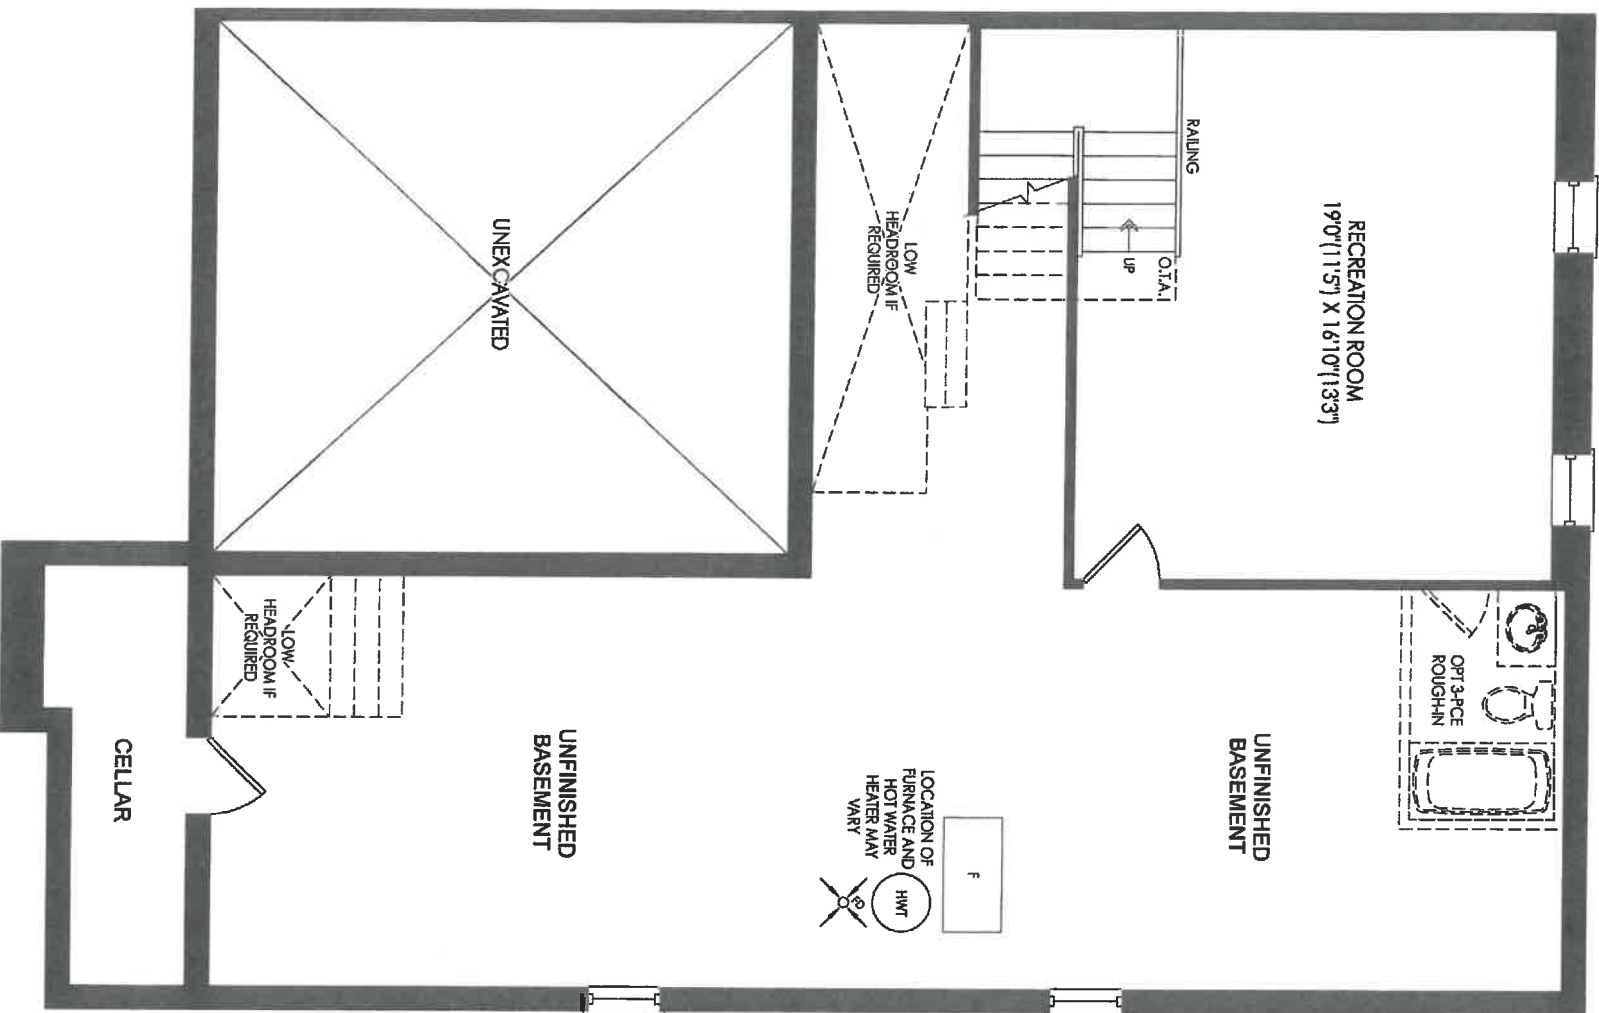 RAILING
RECREATION ROOM
19'0"(11'5") X 16'10"(13'3")
O.T.A.
UP
LOW
HEADROOM IF
REQUIRED
UNEXCAVATED
OPT 3-PCE
ROUGH-IN
UNFINISHED
BASEMENT
F
LOCATION OF
FURNACE AND
HOT WATER
HEATER MAY
VARY
HWT
FD
UNFINISHED
BASEMENT
LOW
HEADROOM IF
REQUIRED
CELLAR